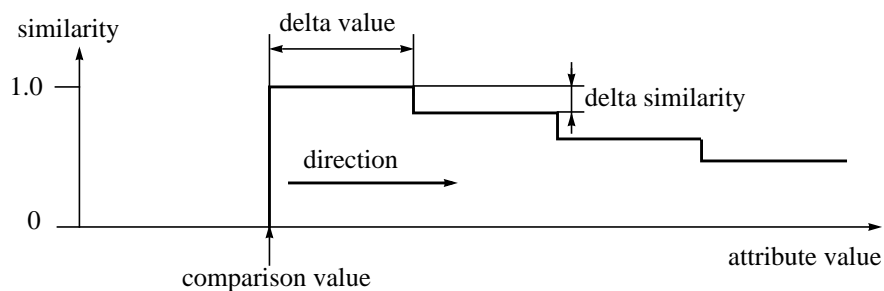 delta value
similarity
1.0
delta similarity
direction
0
attribute value
comparison value